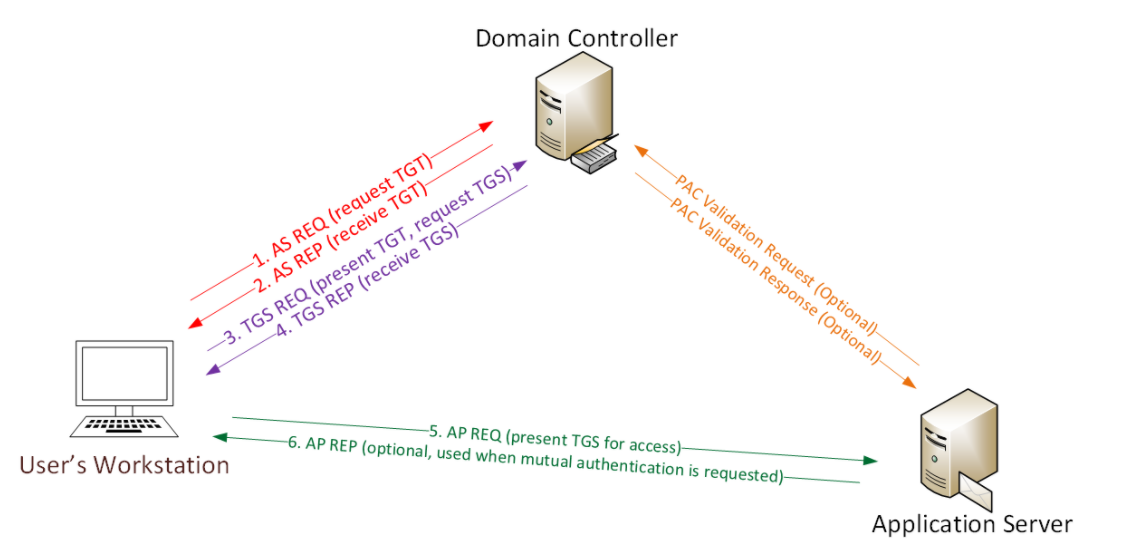 Domain Controller
1. AS REQ (request TGT)
2. AS REP (receive TGT)
3. TGS REQ (present TGT, request TGS)
4. TGS REP (receive TGS)
PAC Validation Request (Optional)
PAC Validation Response (Optional)
5. AP REQ (present TGS for access)
6. AP REP (optional, used when mutual authentication is requested)
User's Workstation
Application Server